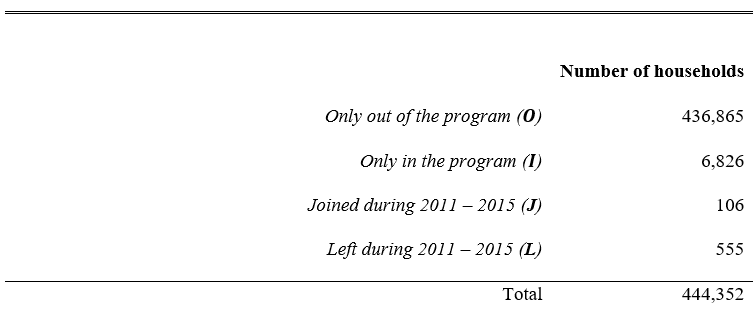 Number of households
Only out of the program (O) 436,865
Only in the program (I) 6,826
Joined during 2011 – 2015 (J) 106
Left during 2011 – 2015 (L) 555
Total 444,352